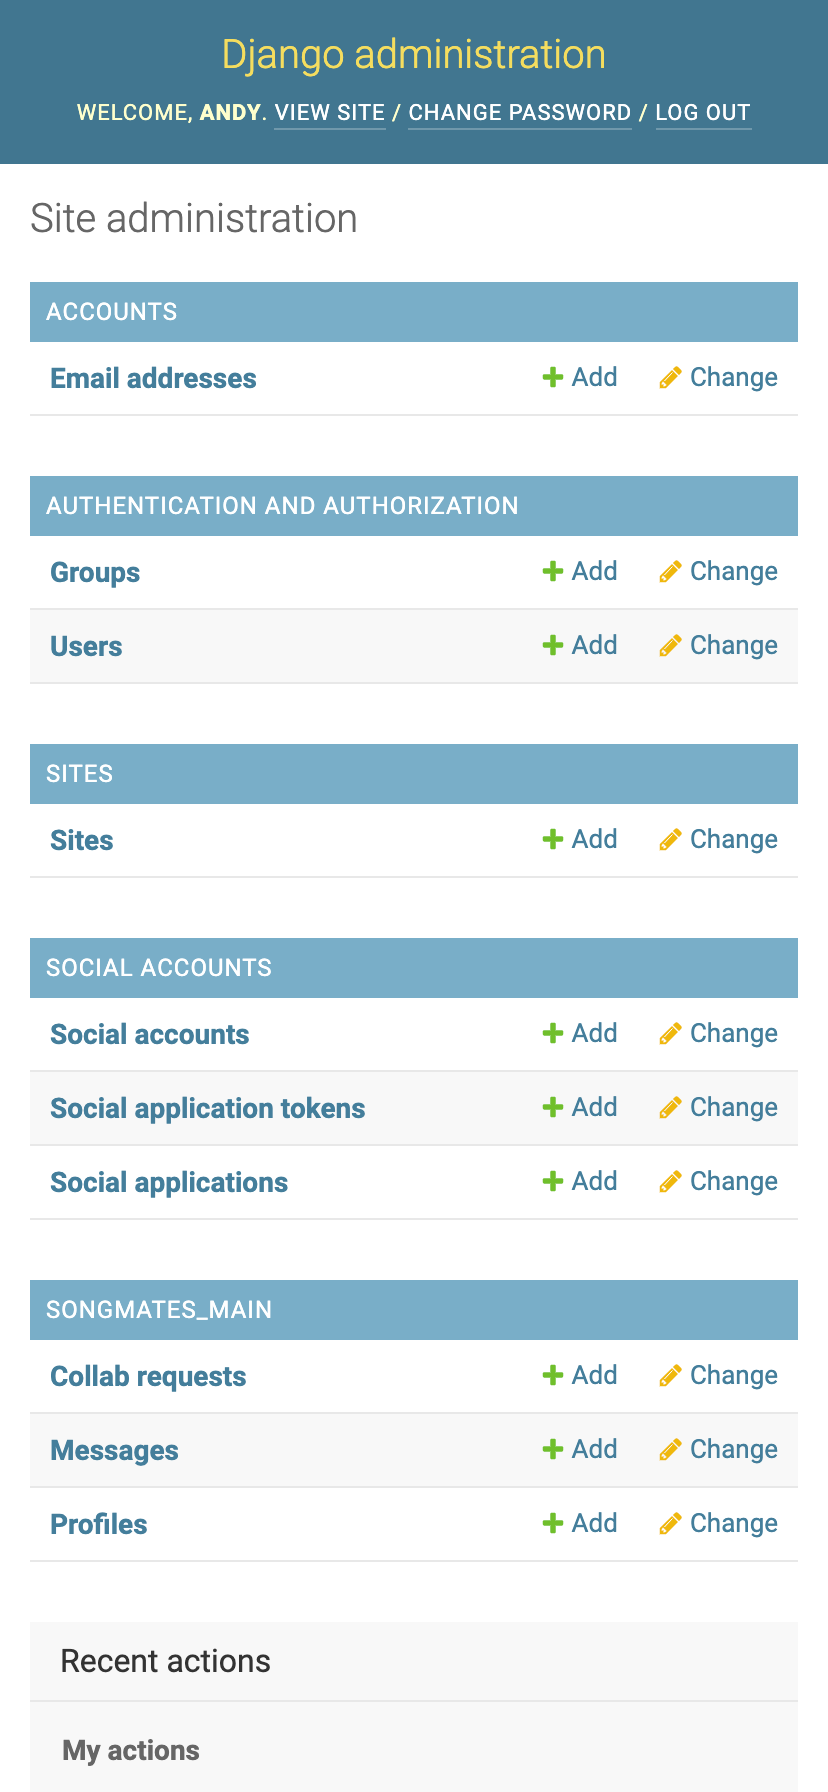 Django administration
WELCOME, ANDY. VIEW SITE / CHANGE PASSWORD / LOG OUT
Site administration
ACCOUNTS
Email addresses Add Change
AUTHENTICATION AND AUTHORIZATION
Groups Add Change
Users Add Change
SITES
Sites Add Change
SOCIAL ACCOUNTS
Social accounts Add Change
Social application tokens Add Change
Social applications Add Change
SONGMATES_MAIN
Collab requests Add Change
Messages Add Change
Profiles Add Change
Recent actions
My actions